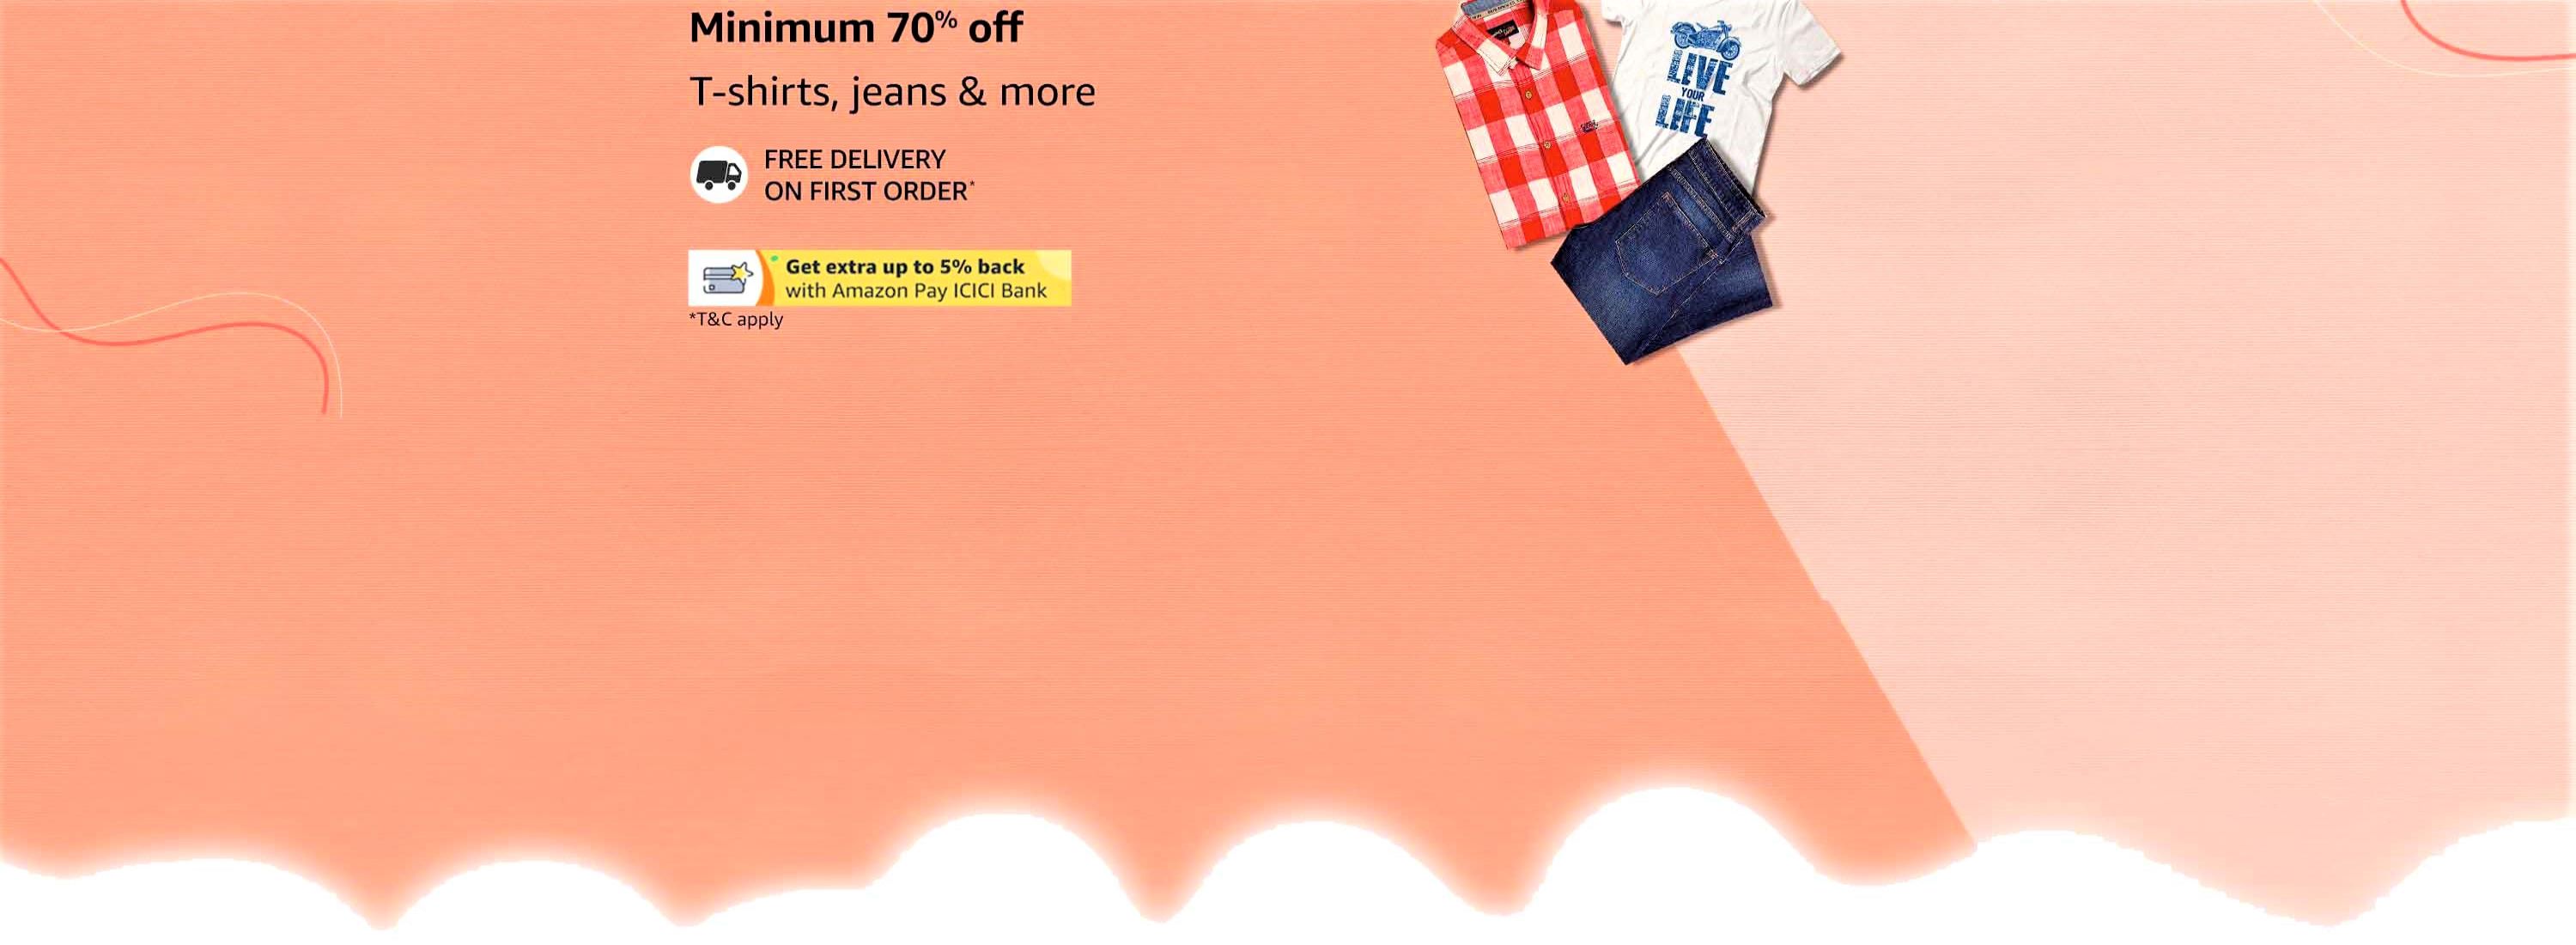 Minimum 70% off
T-shirts, jeans & more
FREE DELIVERY
ON FIRST ORDER*
Get extra up to 5% back
with Amazon Pay ICICI Bank
*T&C apply
LIVE
YOUR
LIFE